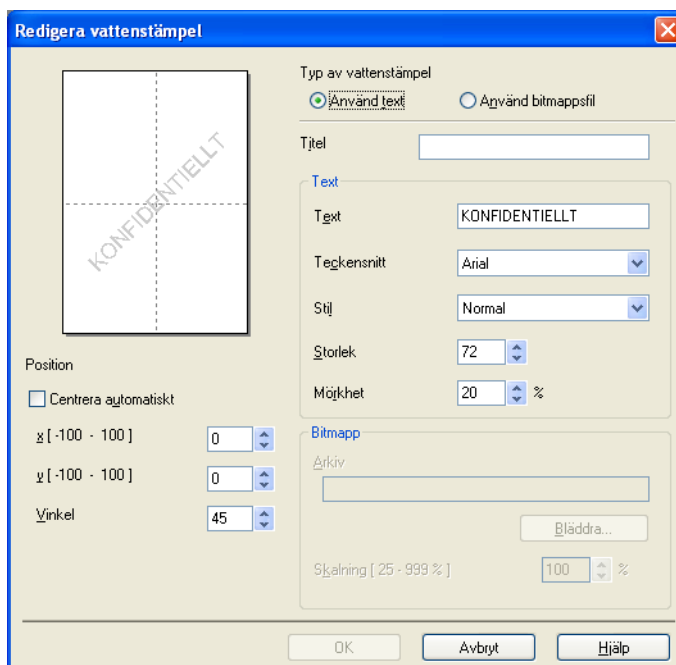 Redigera vattenstämpel
Typ av vattenstämpel
Använd text
Använd bitmappsfil
Titel
KONFIDENTIELLT
Text
Text KONFIDENTIELLT
Teckensnitt Arial
Stil Normal
Storlek 72
Mörkhet 20 %
Position
Centrera automatiskt
x [ -100 - 100 ] 0
y [ -100 - 100 ] 0
Vinkel 45
Bitmapp
Arkiv
Bläddra...
Skalning [ 25 - 999 % ] 100 %
OK Avbryt Hjälp